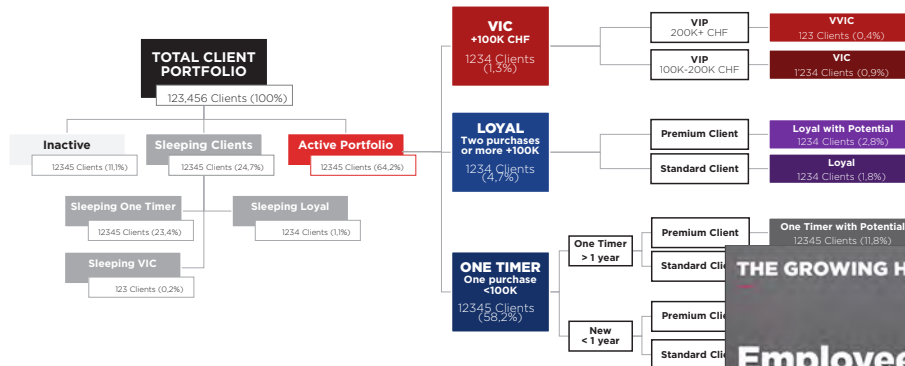 TOTAL CLIENT
PORTFOLIO
123,456 Clients (100%)
Inactive
12345 Clients (11,1%)
Sleeping Clients
12345 Clients (24,7%)
Active Portfolio
12345 Clients (64,2%)
Sleeping One Timer
12345 Clients (23,4%)
Sleeping Loyal
1234 Clients (1,1%)
Sleeping VIC
123 Clients (0,2%)
VIC
+100K CHF
1234 Clients
(1,3%)
VIP
200K+ CHF
VVIC
123 Clients (0,4%)
VIP
100K-200K CHF
VIC
1'234 Clients (0,9%)
LOYAL
Two purchases
or more +100K
1234 Clients
(4,7%)
Premium Client
Loyal with Potential
1234 Clients (2,8%)
Standard Client
Loyal
1234 Clients (1,8%)
ONE TIMER
One purchase
<100K
12345 Clients
(58,2%)
One Timer
> 1 year
Premium Client
One Timer with Potential
12345 Clients (11,8%)
Standard Clie
New
< 1 year
Premium Clie
Standard Clie
THE GROWING H
Employee